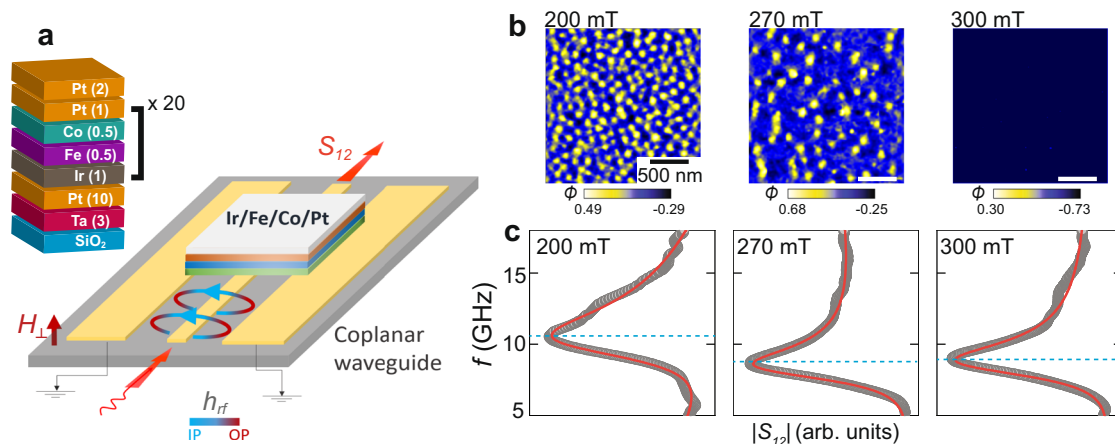 a
Pt (2)
Pt (1)
Co (0.5)
Fe (0.5)
Ir (1)
Pt (10)
Ta (3)
SiO₂
x 20
S₁₂
Ir/Fe/Co/Pt
H⊥
Coplanar
waveguide
h_rf
IP OP
b
200 mT 270 mT 300 mT
500 nm
ϕ ϕ ϕ
0.49 -0.29 0.68 -0.25 0.30 -0.73
c
200 mT 270 mT 300 mT
15
10
5
f (GHz)
|S₁₂| (arb. units)